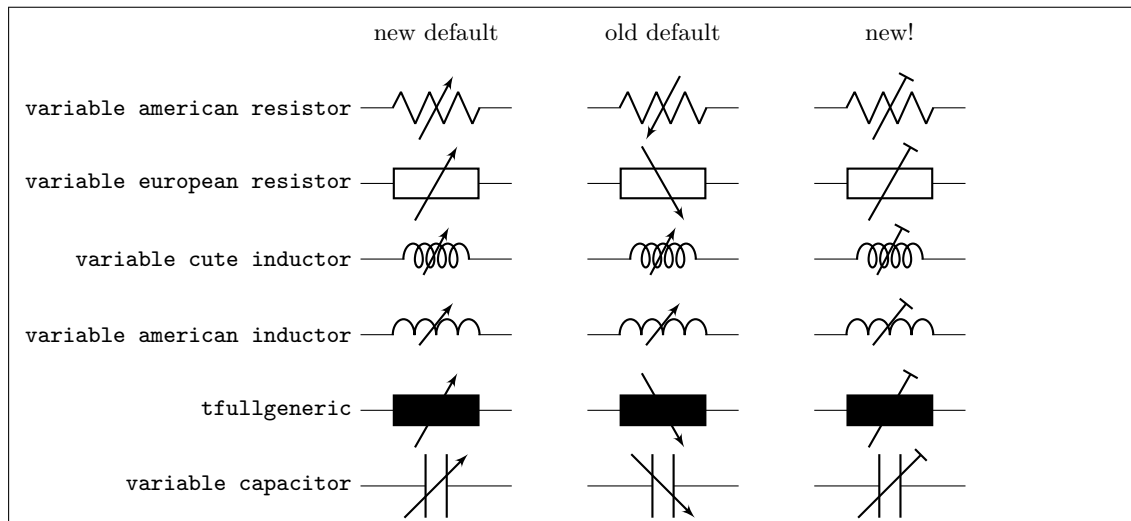 new default old default new!
variable american resistor
variable european resistor
variable cute inductor
variable american inductor
tfullgeneric
variable capacitor